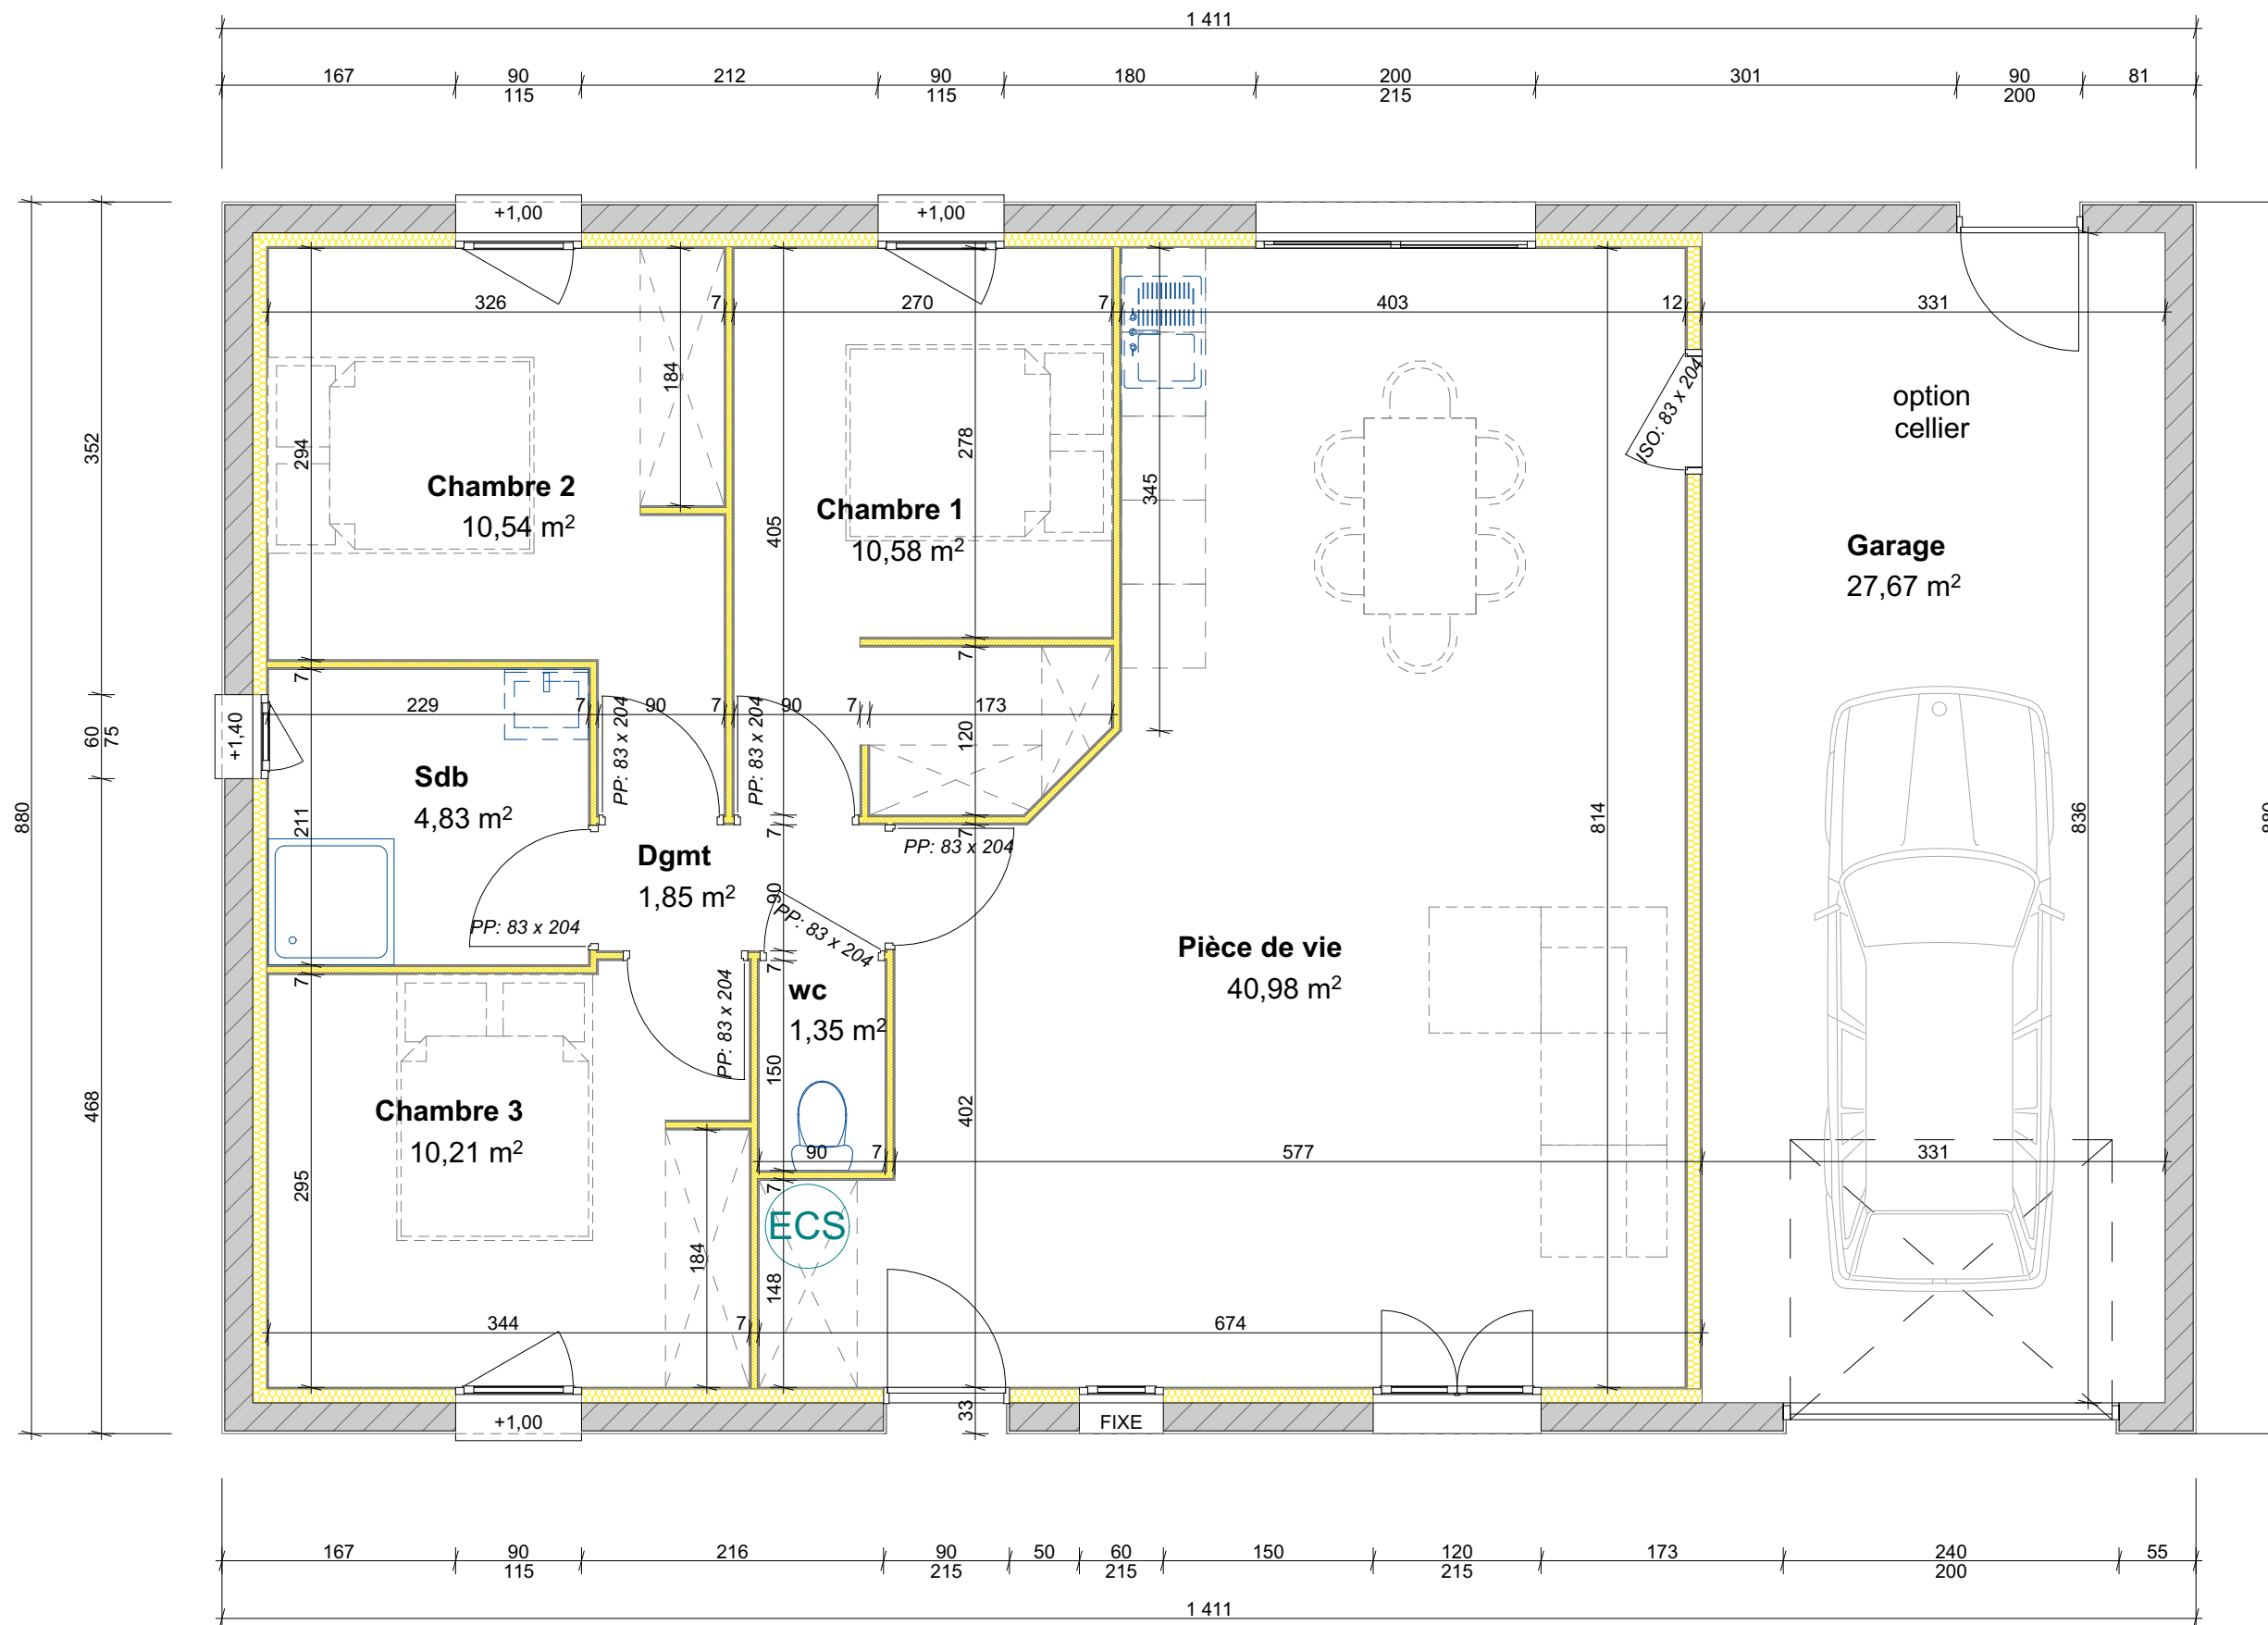 1 411
167 90 212 90 180 200 301 90 81
115 115 215 200
+1,00 +1,00
326 7 270 7 403 12 331
184
ISO: 83 x 204
option
cellier
352
294
278
345
405
Chambre 2
10,54 m²
Chambre 1
10,58 m²
Garage
27,67 m²
7
7
229 7 90 7 90 7 173
PP: 83 x 204
PP: 83 x 204
120
60
75
+1,40
Sdb
4,83 m²
880
211
814
836
880
7
7
PP: 83 x 204
Dgmt
1,85 m²
90
PP: 83 x 204
PP: 83 x 204
Pièce de vie
40,98 m²
7
7
PP: 83 x 204
wc
1,35 m²
150
468
402
Chambre 3
10,21 m²
90 7 577 331
295
7
ECS
184
148
344 7 674
+1,00
33
FIXE
167 90 216 90 50 60 150 120 173 240 55
115 215 215 215 200
1 411